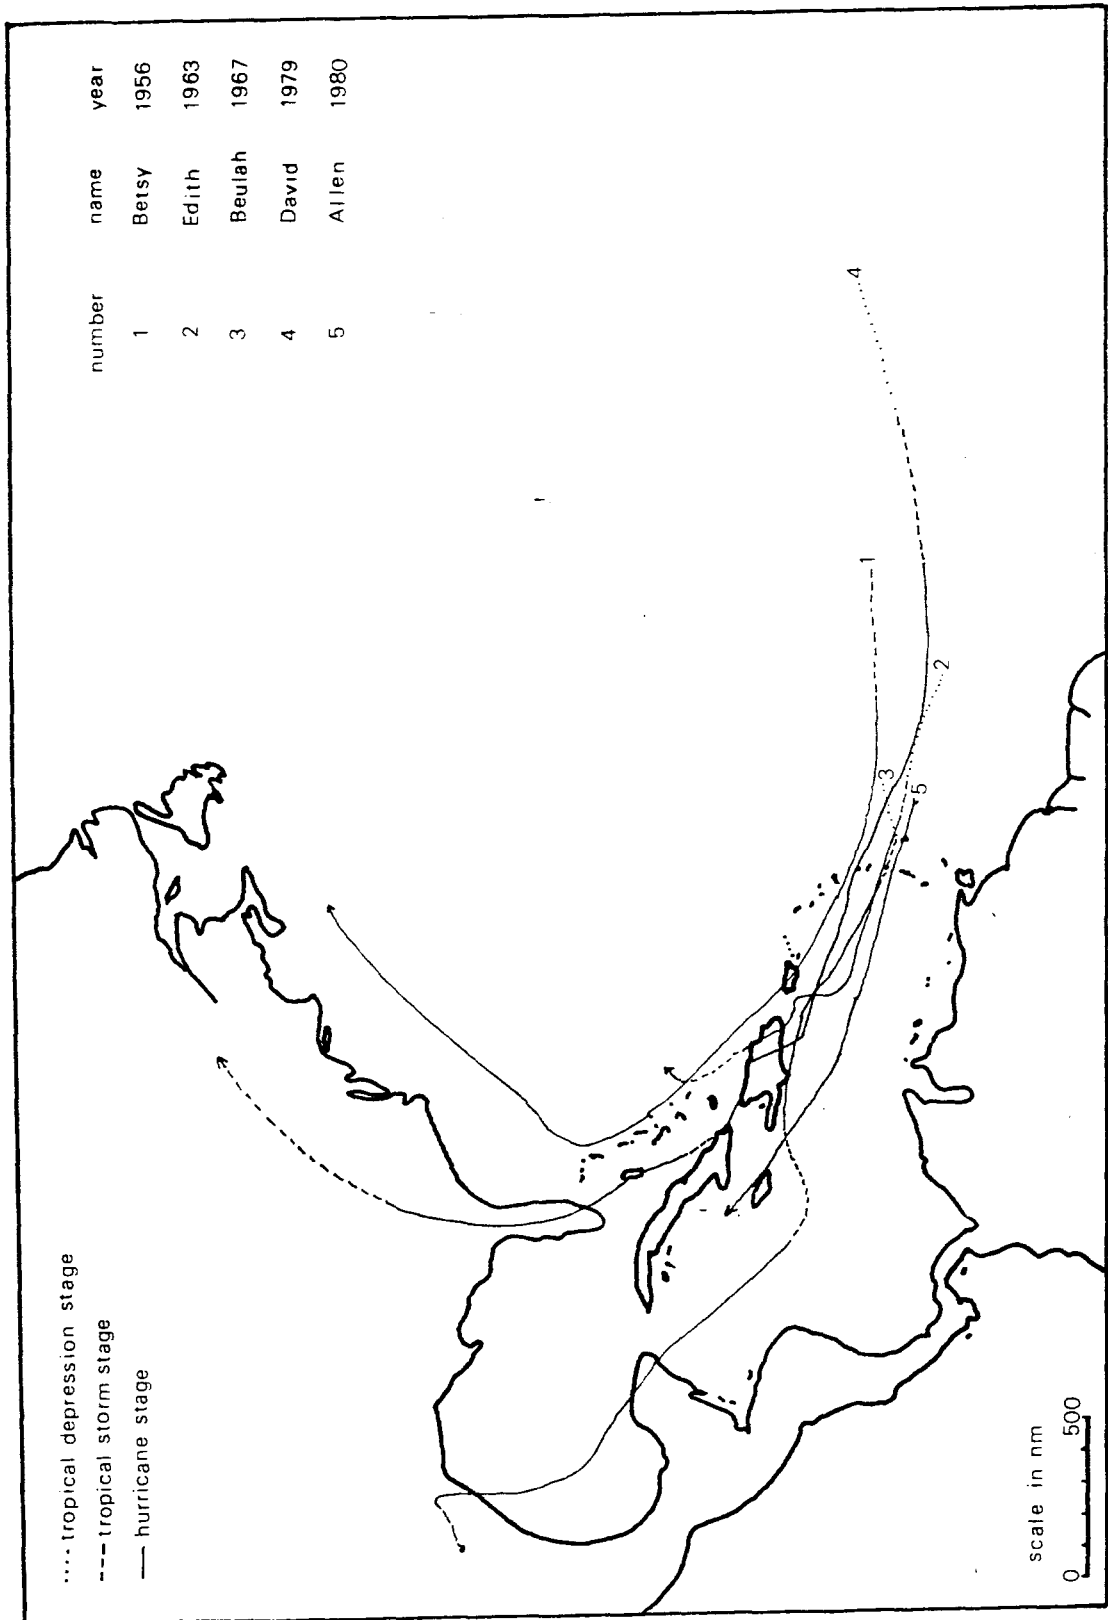 .... tropical depression stage
--- tropical storm stage
— hurricane stage
number name year
1 Betsy 1956
2 Edith 1963
3 Beulah 1967
4 David 1979
5 Allen 1980
1
2
3
4
5
scale in nm
0 500